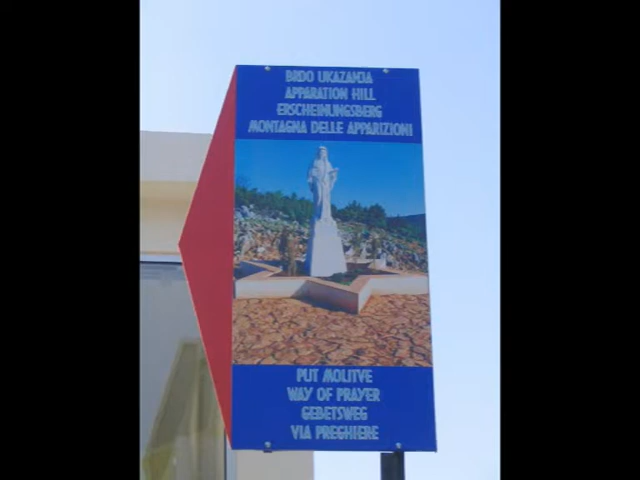 BRDO UKAZANJA
APPARATION HILL
ERSCHEINUNGSBERG
MONTAGNA DELLE APPARIZIONI
PUT MOLITVE
WAY OF PRAYER
GEBETSWEG
VIA PREGHIERE